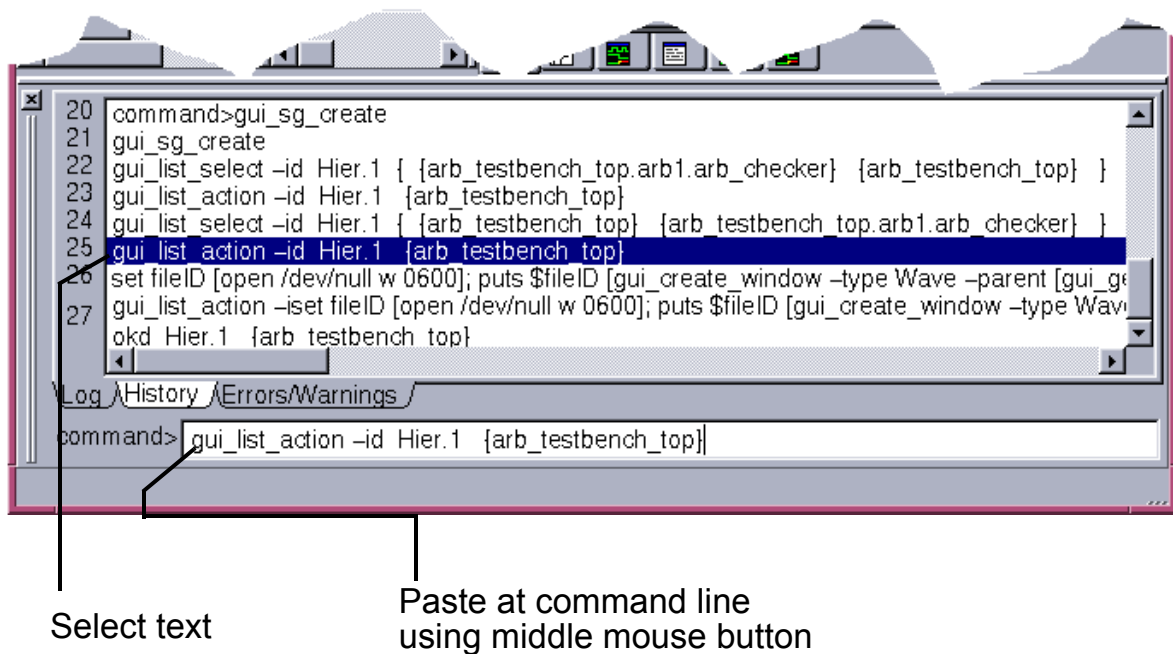 20 command>gui_sg_create
21 gui_sg_create
22 gui_list_select –id Hier.1 { {arb_testbench_top.arb1.arb_checker} {arb_testbench_top} }
23 gui_list_action –id Hier.1 {arb_testbench_top}
24 gui_list_select –id Hier.1 { {arb_testbench_top} {arb_testbench_top.arb1.arb_checker} }
25 gui_list_action –id Hier.1 {arb_testbench_top}
26 set fileID [open /dev/null w 0600]; puts $fileID [gui_create_window –type Wave –parent [gui_ge
27 gui_list_action –iset fileID [open /dev/null w 0600]; puts $fileID [gui_create_window –type Wav
okd Hier.1 {arb_testbench_top}
Log History Errors/Warnings
command> gui_list_action –id Hier.1 {arb_testbench_top}
Select text
Paste at command line
using middle mouse button